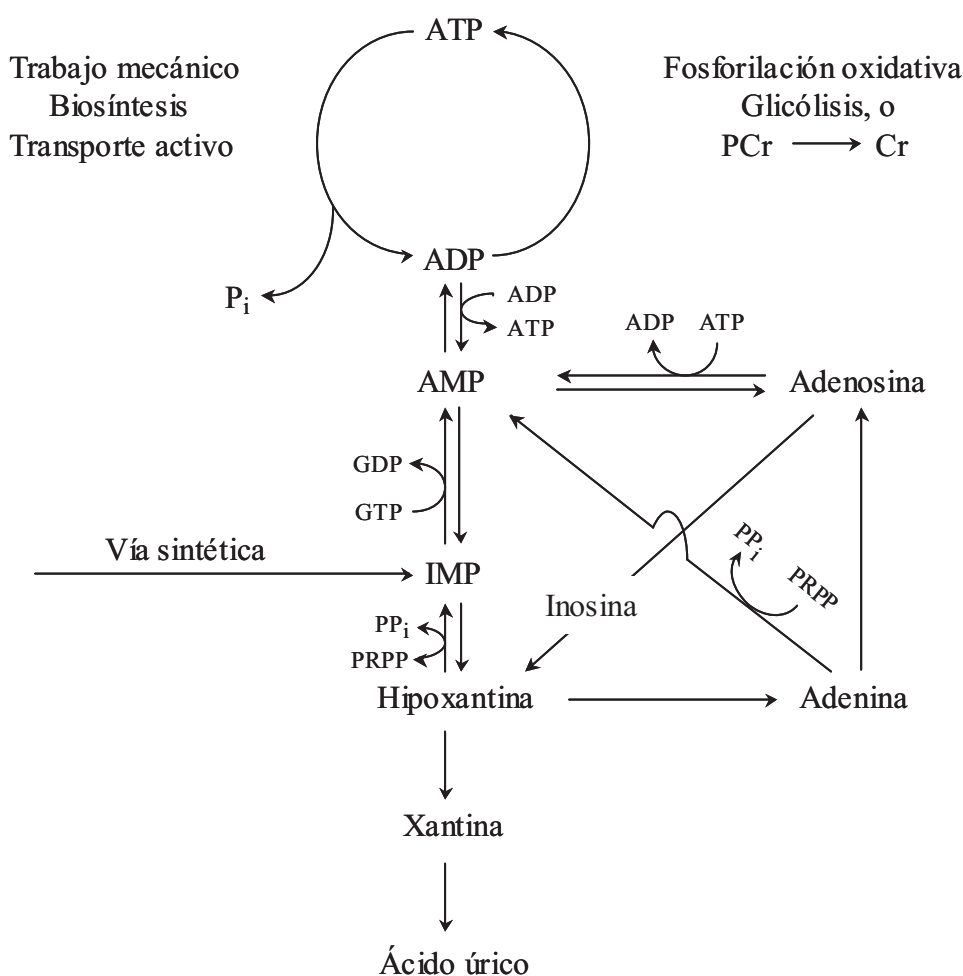 ATP
Trabajo mecánico
Biosíntesis
Transporte activo
Fosforilación oxidativa
Glicólisis, o
PCr → Cr
ADP
Pi
ADP
ATP
ADP ATP
AMP
Adenosina
GDP
GTP
Vía sintética
IMP
Inosina
PPi
PRPP
PPi
PRPP
Hipoxantina
Adenina
Xantina
Ácido úrico